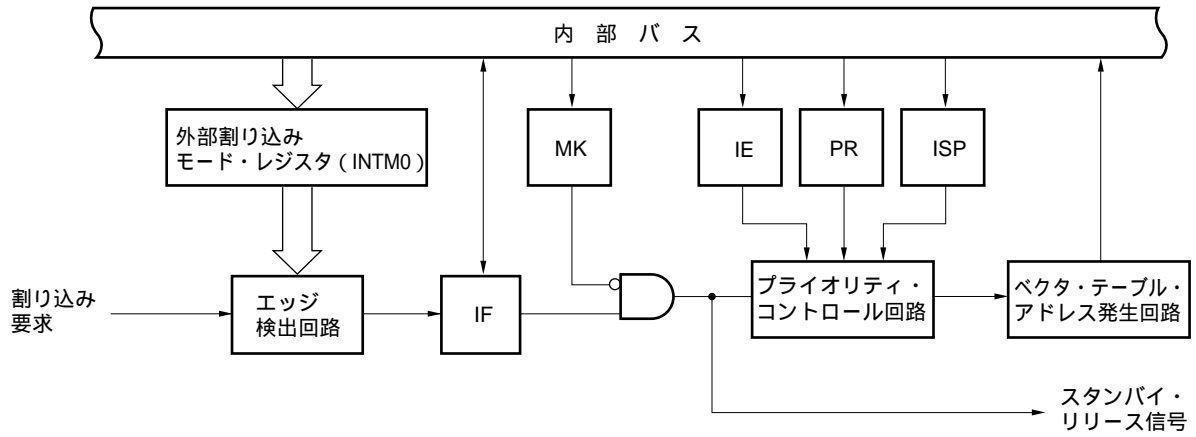 内 部 バ ス
外部割り込み
モード・レジスタ（INTM0）
MK
IE
PR
ISP
割り込み
要求
エッジ
検出回路
IF
プライオリティ・
コントロール回路
ベクタ・テーブル・
アドレス発生回路
スタンバイ・
リリース信号